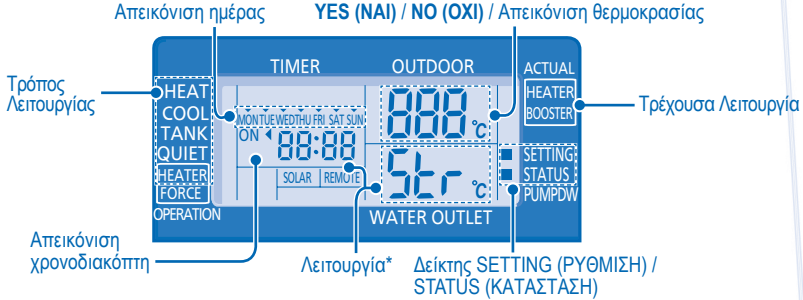 Απεικόνιση ημέρας
YES (ΝΑΙ) / NO (ΟΧΙ) / Απεικόνιση θερμοκρασίας
Τρόπος
Λειτουργίας
TIMER
OUTDOOR
ACTUAL
HEAT
COOL
TANK
QUIET
HEATER
FORCE
OPERATION
MON TUE WED THU FRI SAT SUN
ON
88:88
SOLAR
REMOTE
888 °C
Str °C
WATER OUTLET
HEATER
BOOSTER
SETTING
STATUS
PUMPDW
Τρέχουσα Λειτουργία
Απεικόνιση
χρονοδιακόπτη
Λειτουργία*
Δείκτης SETTING (ΡΥΘΜΙΣΗ) /
STATUS (ΚΑΤΑΣΤΑΣΗ)